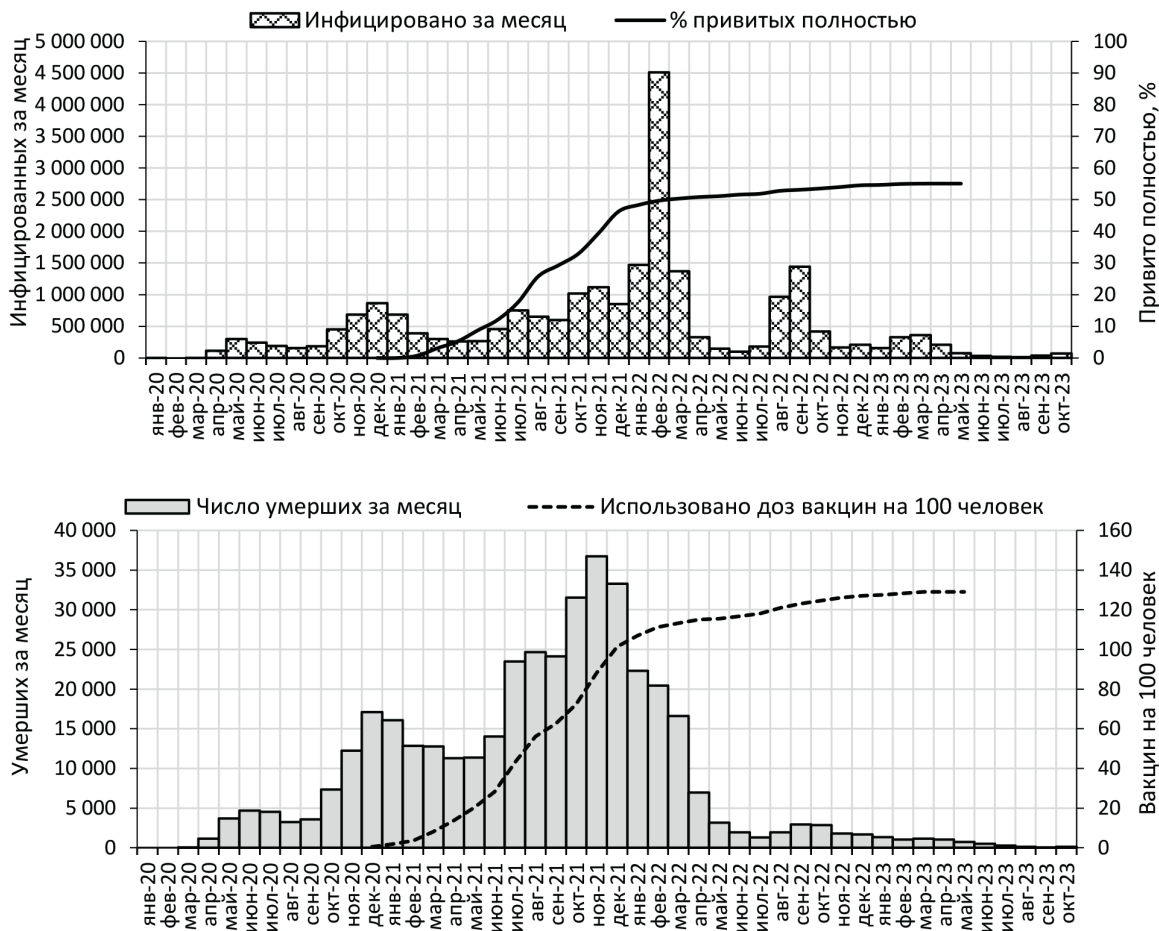 Инфицировано за месяц % привитых полностью
Инфицированных за месяц
5 000 000
4 500 000
4 000 000
3 500 000
3 000 000
2 500 000
2 000 000
1 500 000
1 000 000
500 000
0
100
90
80
70
60
50
40
30
20
10
0
Привито полностью, %
янв-20 фев-20 мар-20 апр-20 май-20 июн-20 июл-20 авг-20 сен-20 окт-20 ноя-20 дек-20 янв-21 фев-21 мар-21 апр-21 май-21 июн-21 июл-21 авг-21 сен-21 окт-21 ноя-21 дек-21 янв-22 фев-22 мар-22 апр-22 май-22 июн-22 июл-22 авг-22 сен-22 окт-22 ноя-22 дек-22 янв-23 фев-23 мар-23 апр-23 май-23 июн-23 июл-23 авг-23 сен-23 окт-23
Число умерших за месяц Использовано доз вакцин на 100 человек
Умерших за месяц
40 000
35 000
30 000
25 000
20 000
15 000
10 000
5 000
0
160
140
120
100
80
60
40
20
0
Вакцин на 100 человек
янв-20 фев-20 мар-20 апр-20 май-20 июн-20 июл-20 авг-20 сен-20 окт-20 ноя-20 дек-20 янв-21 фев-21 мар-21 апр-21 май-21 июн-21 июл-21 авг-21 сен-21 окт-21 ноя-21 дек-21 янв-22 фев-22 мар-22 апр-22 май-22 июн-22 июл-22 авг-22 сен-22 окт-22 ноя-22 дек-22 янв-23 фев-23 мар-23 апр-23 май-23 июн-23 июл-23 авг-23 сен-23 окт-23